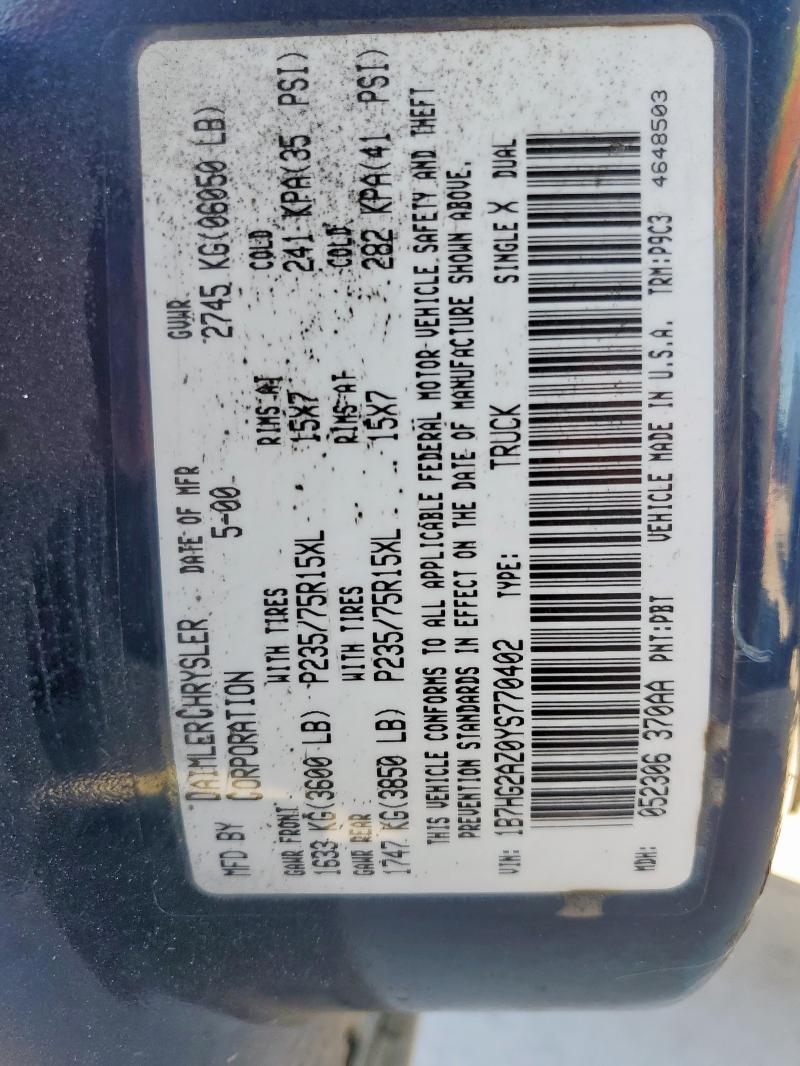 MFD BY DAIMLERCHRYSLER CORPORATION DATE OF MFR 5-00 GVWR 2745 KG(06050 LB)
GAWR FRONT WITH TIRES RIMS AT COLD
1633 KG(3600 LB) P235/75R15XL 15X7 241 KPA(35 PSI)
GAWR REAR WITH TIRES RIMS AT COLD
1747 KG(3850 LB) P235/75R15XL 15X7 282 KPA(41 PSI)
THIS VEHICLE CONFORMS TO ALL APPLICABLE FEDERAL MOTOR VEHICLE SAFETY AND THEFT
PREVENTION STANDARDS IN EFFECT ON THE DATE OF MANUFACTURE SHOWN ABOVE.
VIN: 1B7HG2AZ0YS770402 TYPE: TRUCK SINGLE X DUAL
MDH: 052306 370AA PNT:PBT VEHICLE MADE IN U.S.A. TRM:P9C3 4648503